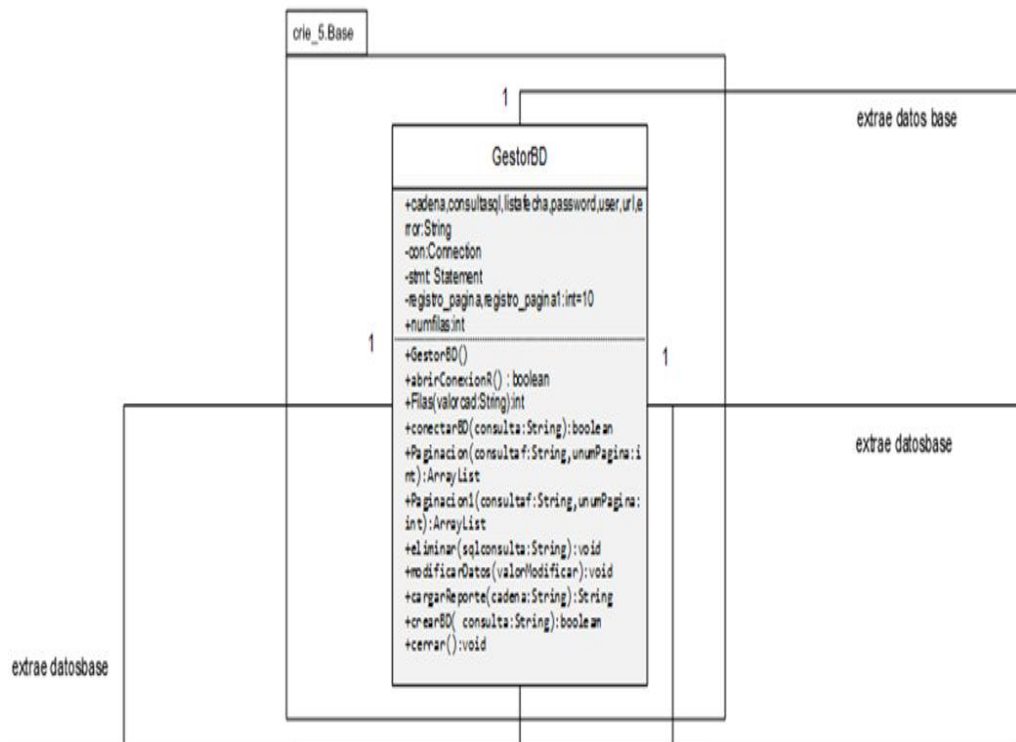 crie_5.Base
1
extrae datos base
GestorBD
+cadena,consultasql,listafecha,password,user,url,e
rror:String
-con:Connection
-stmt: Statement
-registro_pagina,registro_pagina1:int=10
+numfilas:int
1
1
+GestorBD()
+abrirConexionR() : boolean
+Filas(valorcad:String):int
+conectarBD(consulta:String):boolean
+Paginacion(consultaf:String,unumPagina:i
nt):ArrayList
+Paginacion1(consultaf:String,unumPagina:
int):ArrayList
+eliminar(sqlconsulta:String):void
+modificarDatos(valorModificar):void
+cargarReporte(cadena:String):String
+crearBD( consulta:String):boolean
+cerrar():void
extrae datosbase
extrae datosbase